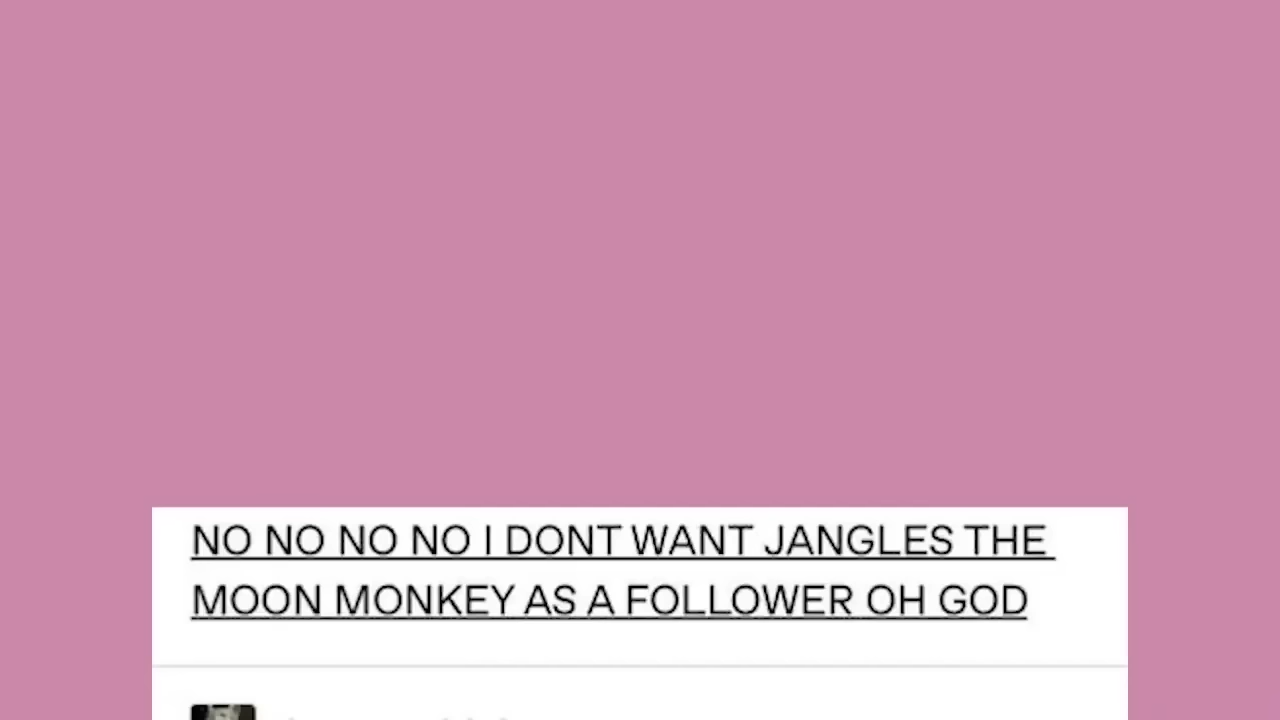 NO NO NO NO I DONT WANT JANGLES THE
MOON MONKEY AS A FOLLOWER OH GOD